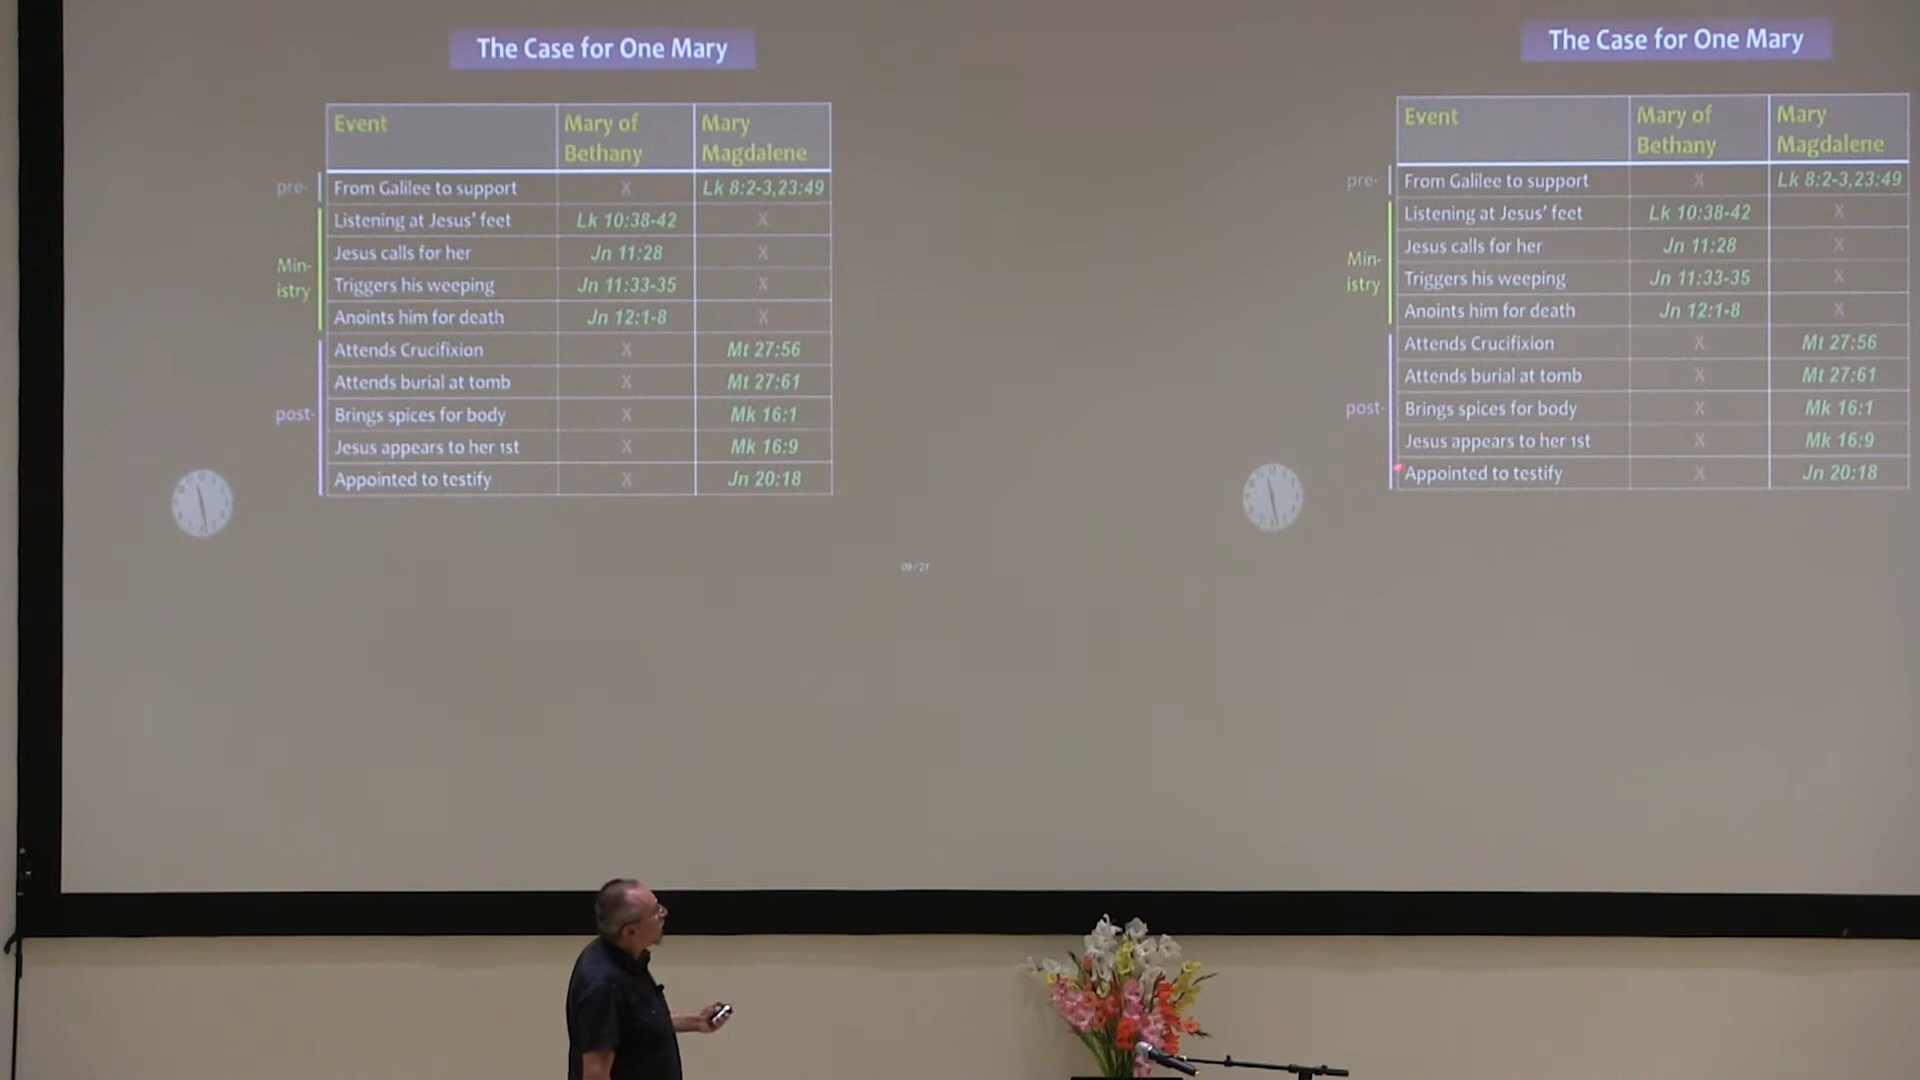 The Case for One Mary
Event Mary of Bethany Mary Magdalene
pre- From Galilee to support X Lk 8:2-3,23:49
Listening at Jesus' feet Lk 10:38-42 X
Jesus calls for her Jn 11:28 X
Min-istry Triggers his weeping Jn 11:33-35 X
Anoints him for death Jn 12:1-8 X
Attends Crucifixion X Mt 27:56
Attends burial at tomb X Mt 27:61
post- Brings spices for body X Mk 16:1
Jesus appears to her 1st X Mk 16:9
Appointed to testify X Jn 20:18
09/21
The Case for One Mary
Event Mary of Bethany Mary Magdalene
pre- From Galilee to support X Lk 8:2-3,23:49
Listening at Jesus' feet Lk 10:38-42 X
Jesus calls for her Jn 11:28 X
Min-istry Triggers his weeping Jn 11:33-35 X
Anoints him for death Jn 12:1-8 X
Attends Crucifixion X Mt 27:56
Attends burial at tomb X Mt 27:61
post- Brings spices for body X Mk 16:1
Jesus appears to her 1st X Mk 16:9
Appointed to testify X Jn 20:18